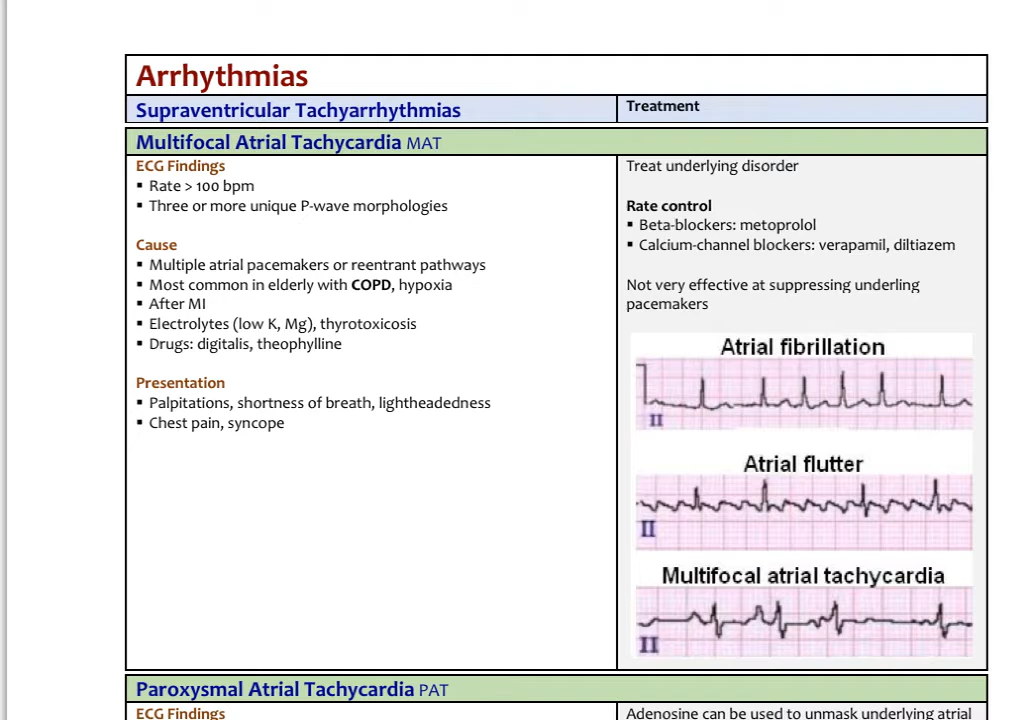 Arrhythmias
Supraventricular Tachyarrhythmias
Treatment
Multifocal Atrial Tachycardia MAT
ECG Findings
▪ Rate > 100 bpm
▪ Three or more unique P-wave morphologies
Cause
▪ Multiple atrial pacemakers or reentrant pathways
▪ Most common in elderly with COPD, hypoxia
▪ After MI
▪ Electrolytes (low K, Mg), thyrotoxicosis
▪ Drugs: digitalis, theophylline
Presentation
▪ Palpitations, shortness of breath, lightheadedness
▪ Chest pain, syncope
Treat underlying disorder
Rate control
▪ Beta-blockers: metoprolol
▪ Calcium-channel blockers: verapamil, diltiazem
Not very effective at suppressing underling
pacemakers
Atrial fibrillation
II
Atrial flutter
II
Multifocal atrial tachycardia
II
Paroxysmal Atrial Tachycardia PAT
ECG Findings
Adenosine can be used to unmask underlying atrial